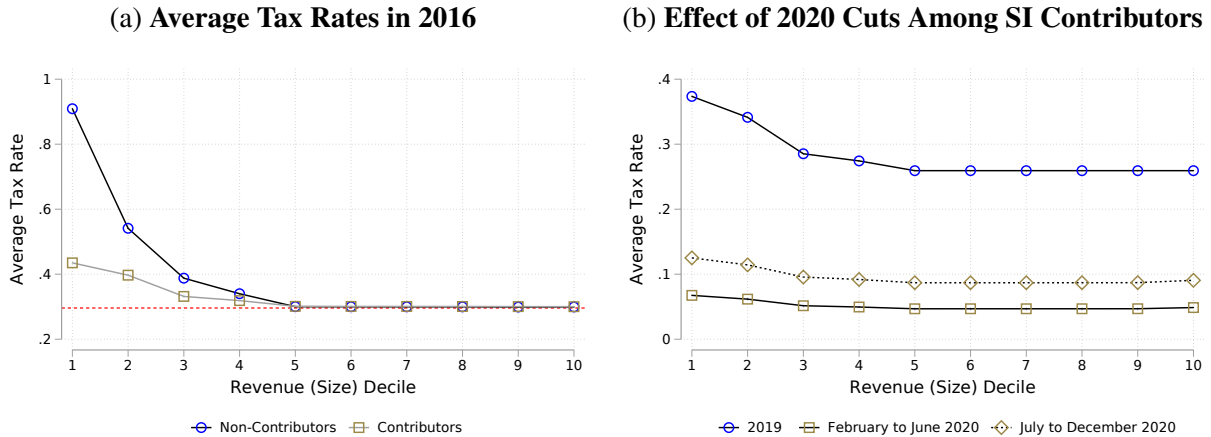 (a) Average Tax Rates in 2016
Average Tax Rate
1
.8
.6
.4
.2
1 2 3 4 5 6 7 8 9 10
Revenue (Size) Decile
Non-Contributors Contributors
(b) Effect of 2020 Cuts Among SI Contributors
Average Tax Rate
.4
.3
.2
.1
0
1 2 3 4 5 6 7 8 9 10
Revenue (Size) Decile
2019 February to June 2020 July to December 2020